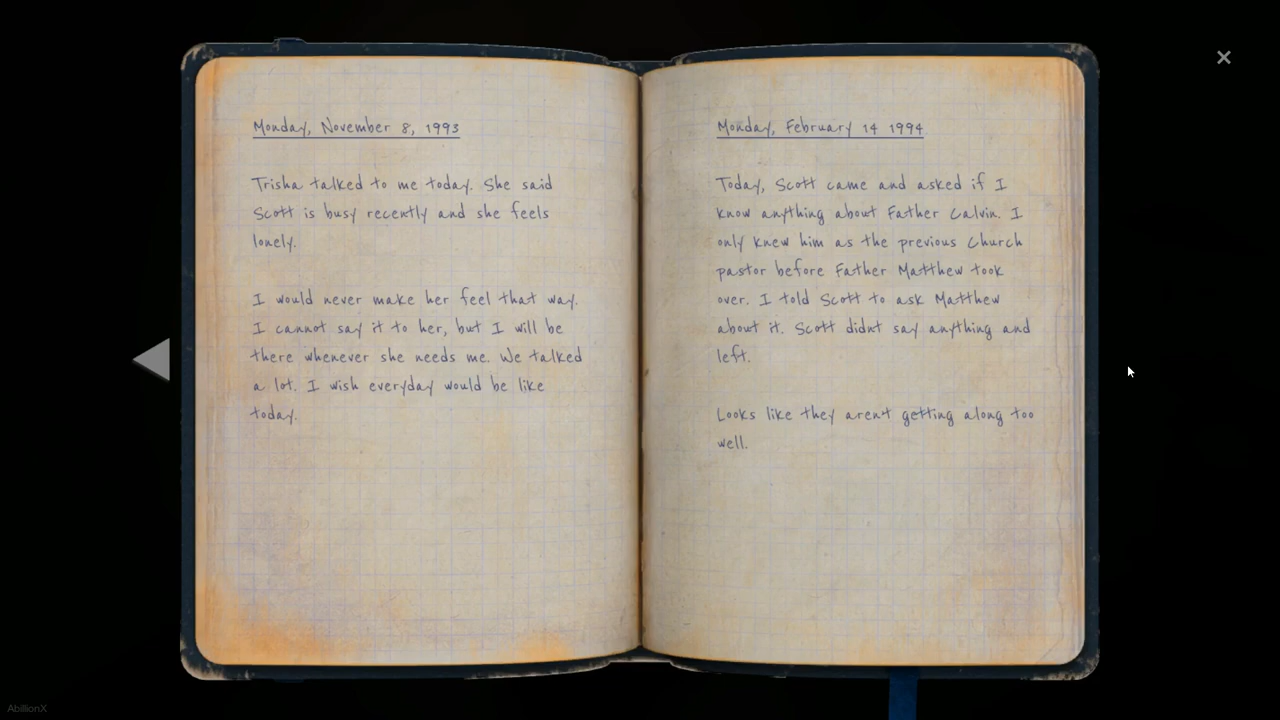 Monday, November 8, 1993
Trisha talked to me today. She said
Scott is busy recently and she feels
lonely.
I would never make her feel that way.
I cannot say it to her, but I will be
there whenever she needs me. We talked
a lot. I wish everyday would be like
today.
Monday, February 14 1994
Today, Scott came and asked if I
know anything about Father Calvin. I
only knew him as the previous Church
pastor before Father Matthew took
over. I told Scott to ask Matthew
about it. Scott didnt say anything and
left.
Looks like they arent getting along too
well.
AbillionX